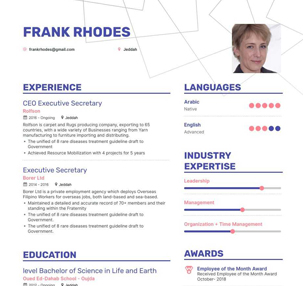 FRANK RHODES
frankrhodes@gmail.com
Jeddah
EXPERIENCE
CEO Executive Secretary
Rolfson
2018 - Ongoing
Jeddah
Rolfson is carpet and rugs producing company, exporting to 65
countries, with a wide variety of Businesses ranging from Yarn
manufacturing to furniture importing and distributing.
• The unified of 8 rare diseases treatment guideline draft to
Government
• Achieved Resource Mobilization with 4 projects for 5 years
Executive Secretary
Borer Ltd
2014 - 2018
Jeddah
Borer Ltd is a private employment agency which deploys Overseas
Filipino Workers for overseas jobs, both land-based and sea-based.
• Maintained a detailed and accurate record of 70+ members and their
standing within the Fraternity
• The unified of 8 rare diseases treatment guideline draft to
Government.
• The unified of 8 rare diseases treatment guideline draft to
Government.
EDUCATION
level Bachelor of Science in Life and Earth
Oued Ed-Dahab School - Gupta
2013 - Ongoing
Jeddah
LANGUAGES
Arabic
Native
English
Advanced
INDUSTRY
EXPERTISE
Leadership
Management
Organization + Time Management
AWARDS
Employee of the Month Award
Received Employee of the Month Award
October- 2018